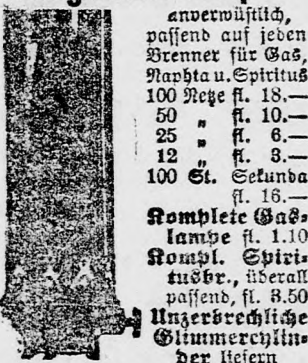 unverwüstlich,
passend auf jeden
Brenner für Gas,
Naphta u. Spiritus
100 Netze fl. 18.—
50 „ fl. 10.—
25 „ fl. 6.—
12 „ fl. 3.—
100 St. Sekunda
fl. 16.—
Komplete Gas-
lampe fl. 1.10
Kompl. Spiri-
tusbr., überall
passend, fl. 3.50
Unzerbrechliche
Glimmercylin-
der liefern